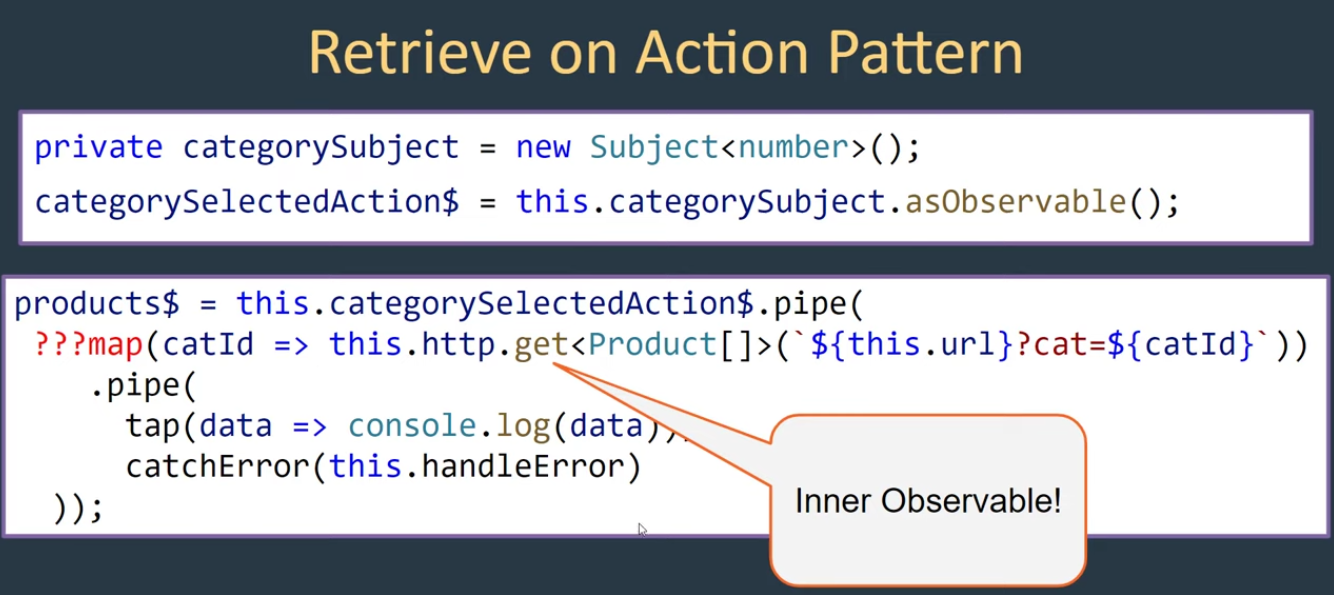 Retrieve on Action Pattern
private categorySubject = new Subject<number>();
categorySelectedAction$ = this.categorySubject.asObservable();
products$ = this.categorySelectedAction$.pipe(
???map(catId => this.http.get<Product[]>(`${this.url}?cat=${catId}`))
.pipe(
tap(data => console.log(data)),
catchError(this.handleError)
));
Inner Observable!